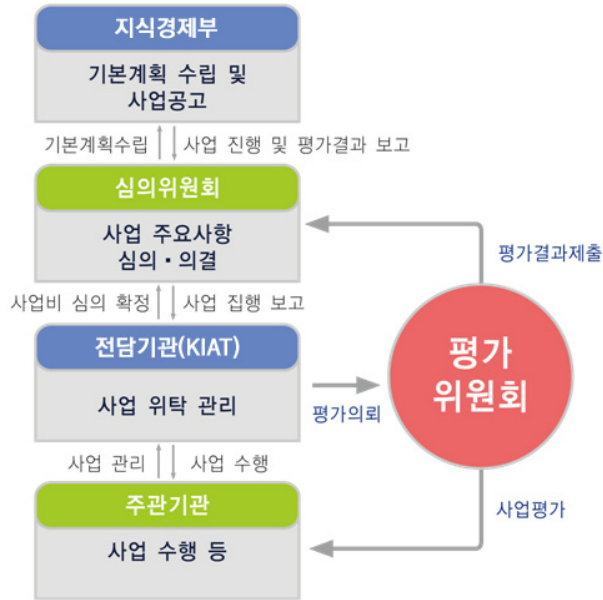 지식경제부
기본계획 수립 및
사업공고
기본계획수립 사업 진행 및 평가결과 보고
심의위원회
사업 주요사항
심의·의결
평가결과제출
사업비 심의 확정 사업 집행 보고
전담기관(KIAT)
사업 위탁 관리
평가의뢰
평가
위원회
사업 관리 사업 수행
주관기관
사업 수행 등
사업평가